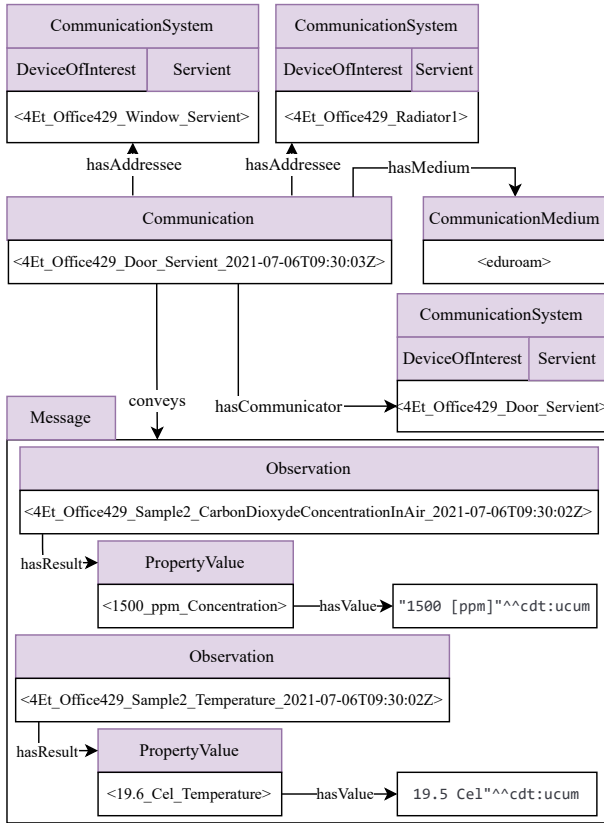 CommunicationSystem
CommunicationSystem
DeviceOfInterest
Servient
DeviceOfInterest
Servient
<4Et_Office429_Window_Servient>
<4Et_Office429_Radiator1>
hasAddressee
hasAddressee
hasMedium
Communication
CommunicationMedium
<4Et_Office429_Door_Servient_2021-07-06T09:30:03Z>
<eduroam>
CommunicationSystem
DeviceOfInterest
Servient
conveys
hasCommunicator
<4Et_Office429_Door_Servient>
Message
Observation
<4Et_Office429_Sample2_CarbonDioxydeConcentrationInAir_2021-07-06T09:30:02Z>
hasResult
PropertyValue
<1500_ppm_Concentration>
hasValue
"1500 [ppm]"^^cdt:ucum
Observation
<4Et_Office429_Sample2_Temperature_2021-07-06T09:30:02Z>
hasResult
PropertyValue
<19.6_Cel_Temperature>
hasValue
19.5 Cel"^^cdt:ucum